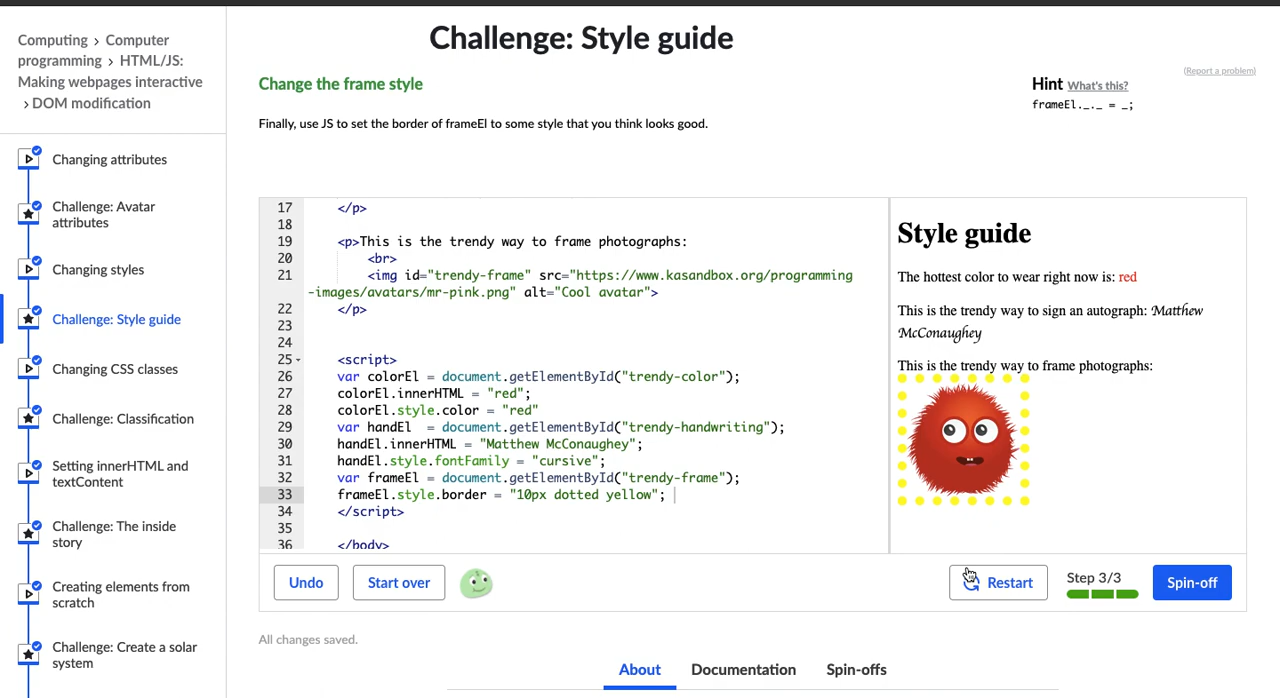 Computing › Computer
programming › HTML/JS:
Making webpages interactive
› DOM modification
Changing attributes
Challenge: Avatar
attributes
Changing styles
Challenge: Style guide
Changing CSS classes
Challenge: Classification
Setting innerHTML and
textContent
Challenge: The inside
story
Creating elements from
scratch
Challenge: Create a solar
system
Challenge: Style guide
Change the frame style
Finally, use JS to set the border of frameEl to some style that you think looks good.
Hint What's this?
frameEl._._ = _;
(Report a problem)
17 </p>
18
19 <p>This is the trendy way to frame photographs:
20 <br>
21 <img id="trendy-frame" src="https://www.kasandbox.org/programming
-images/avatars/mr-pink.png" alt="Cool avatar">
22 </p>
23
24
25 <script>
26 var colorEl = document.getElementById("trendy-color");
27 colorEl.innerHTML = "red";
28 colorEl.style.color = "red"
29 var handEl  = document.getElementById("trendy-handwriting");
30 handEl.innerHTML = "Matthew McConaughey";
31 handEl.style.fontFamily = "cursive";
32 var frameEl = document.getElementById("trendy-frame");
33 frameEl.style.border = "10px dotted yellow";
34 </script>
35
36 </body>
Style guide
The hottest color to wear right now is: red
This is the trendy way to sign an autograph: Matthew
McConaughey
This is the trendy way to frame photographs:
Undo
Start over
Restart
Step 3/3
Spin-off
All changes saved.
About
Documentation
Spin-offs